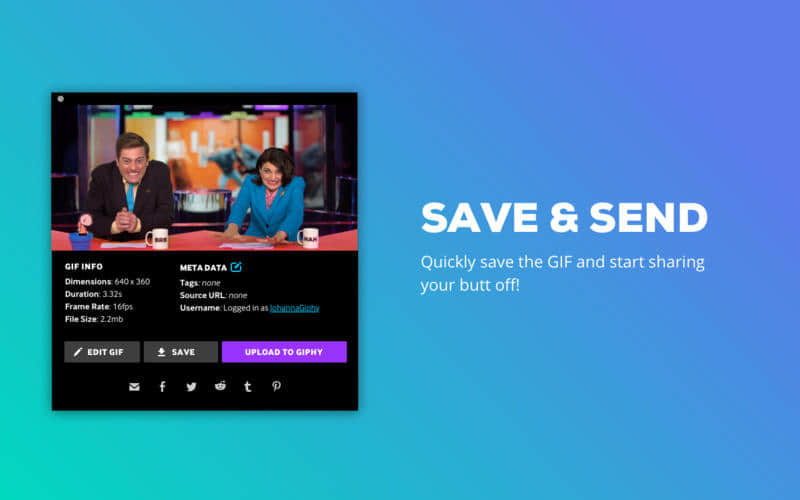 BRE
HAM
GIF INFO
Dimensions: 640 x 360
Duration: 3.32s
Frame Rate: 16fps
File Size: 2.2mb
META DATA
Tags: none
Source URL: none
Username: Logged in as JohannaGiphy
EDIT GIF
SAVE
UPLOAD TO GIPHY
SAVE & SEND
Quickly save the GIF and start sharing
your butt off!